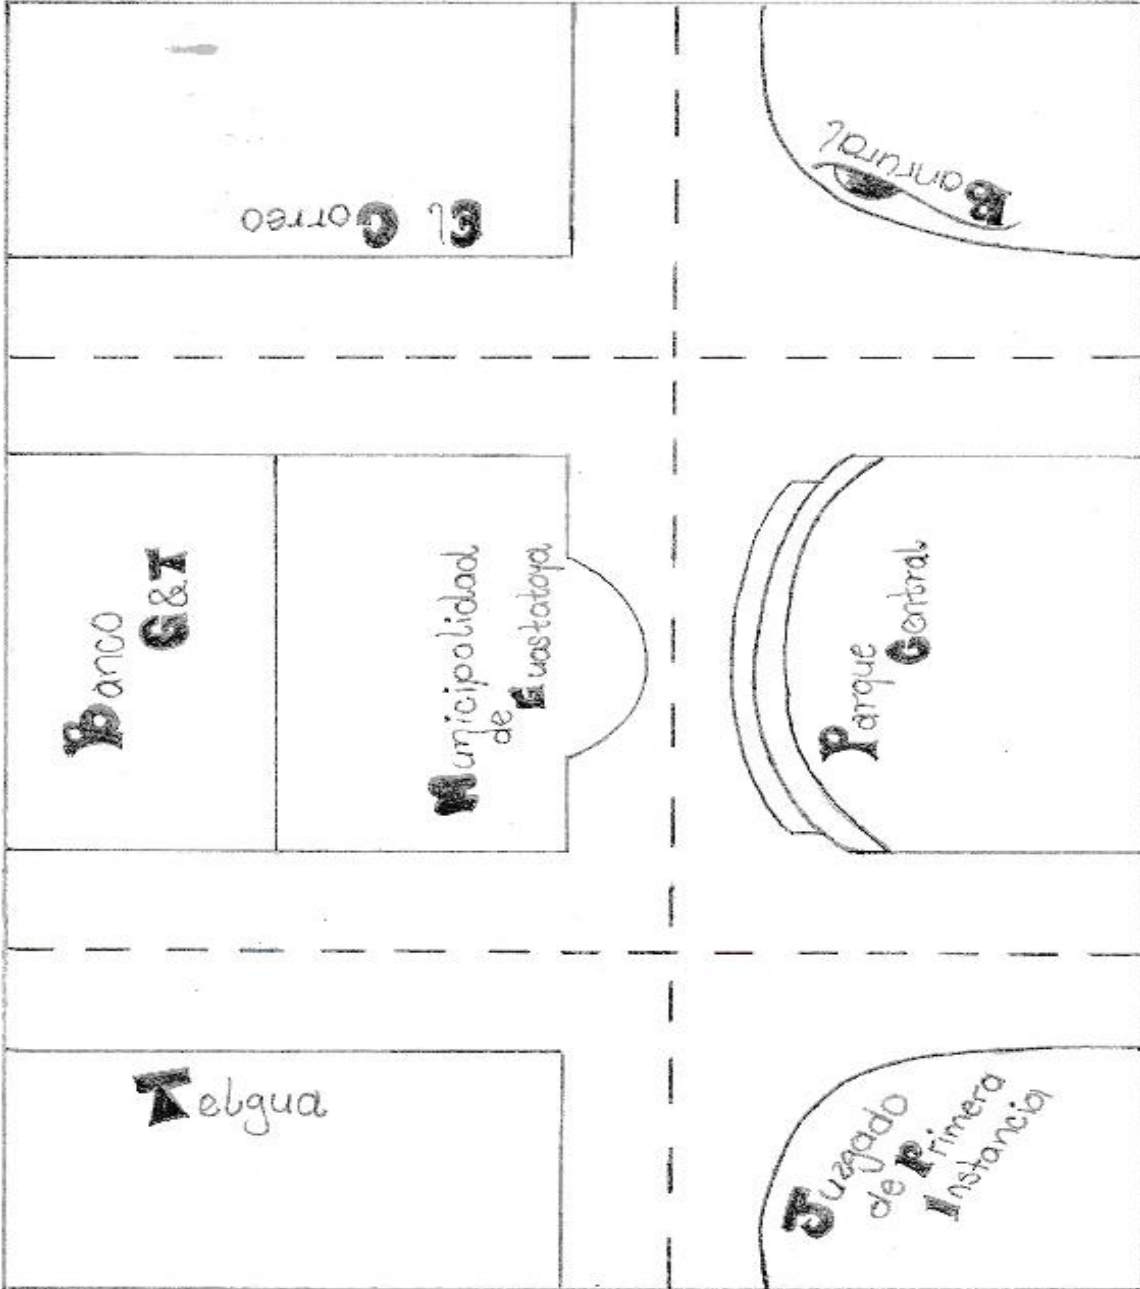 El Correo
Banrural
Banco
G&T
Municipalidad
de
Guastatoya
Parque
Central
Telgua
Juzgado
de Primera
Instancia